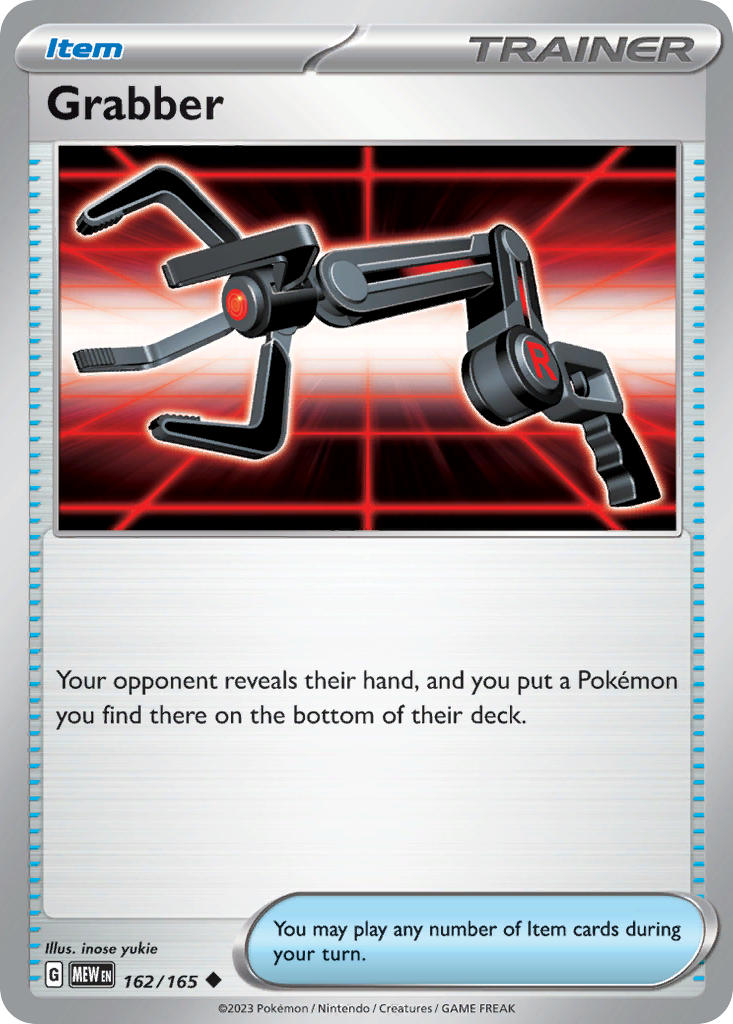 Item
TRAINER
Grabber
R
Your opponent reveals their hand, and you put a Pokémon
you find there on the bottom of their deck.
You may play any number of Item cards during
your turn.
Illus. inose yukie
G MEW EN 162/165 ◆
©2023 Pokémon / Nintendo / Creatures / GAME FREAK